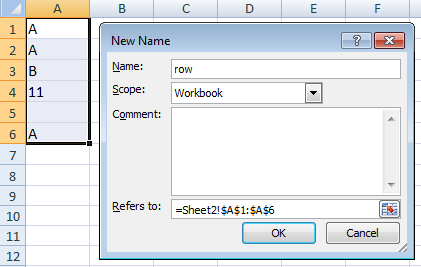 A B C D E F
1 A
2 A
3 B
4 11
5
6 A
7
8
9
10
11
12
New Name
?
Name: row
Scope: Workbook
Comment:
Refers to: =Sheet2!$A$1:$A$6
OK Cancel